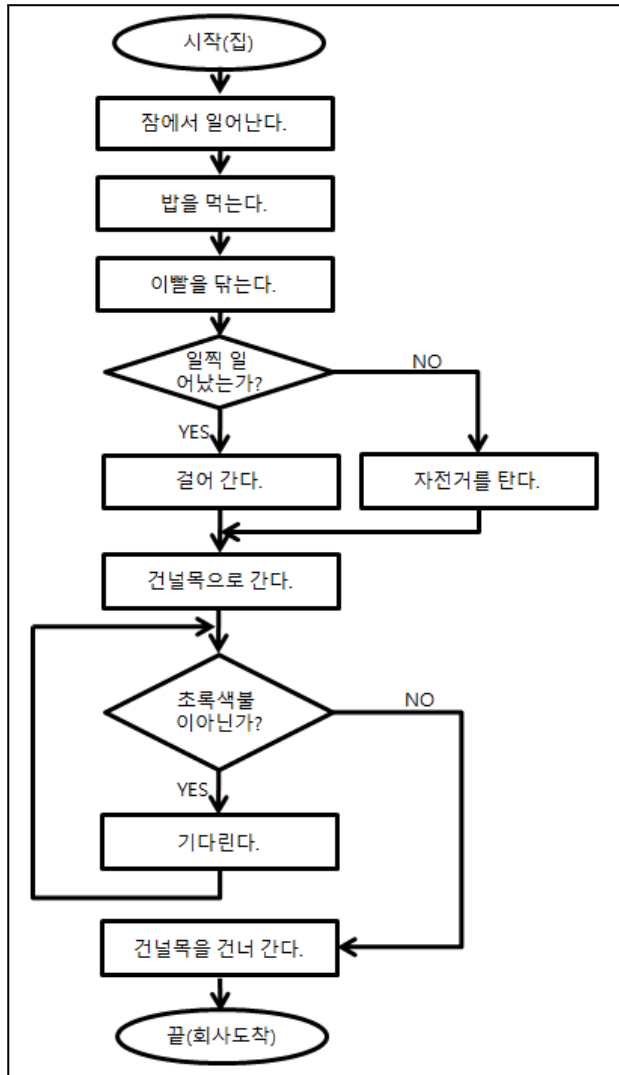 시작(집)
잠에서 일어난다.
밥을 먹는다.
이빨을 닦는다.
일찍 일
어났는가?
NO
YES
걸어 간다.
자전거를 탄다.
건널목으로 간다.
초록색불
이아닌가?
NO
YES
기다린다.
건널목을 건너 간다.
끝(회사도착)